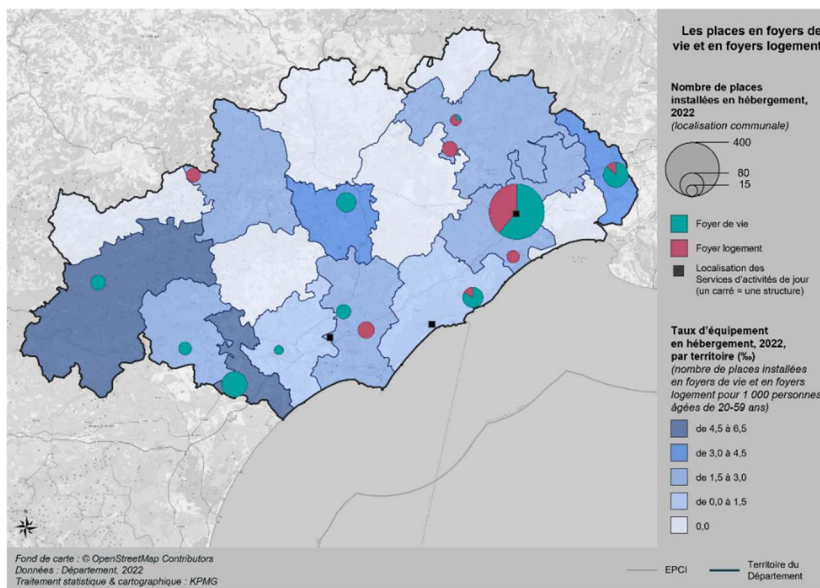 Les places en foyers de
vie et en foyers logement
Nombre de places
installées en hébergement,
2022
(localisation communale)
400
80
15
Foyer de vie
Foyer logement
Localisation des
Services d'activités de jour
(un carré = une structure)
Taux d'équipement
en hébergement, 2022,
par territoire (‰)
(nombre de places installées
en foyers de vie et en foyers
logement pour 1 000 personnes
âgées de 20-59 ans)
de 4,5 à 6,5
de 3,0 à 4,5
de 1,5 à 3,0
de 0,0 à 1,5
0,0
Fond de carte : © OpenStreetMap Contributors
Données : Département, 2022
Traitement statistique & cartographique : KPMG
EPCI
Territoire du
Département